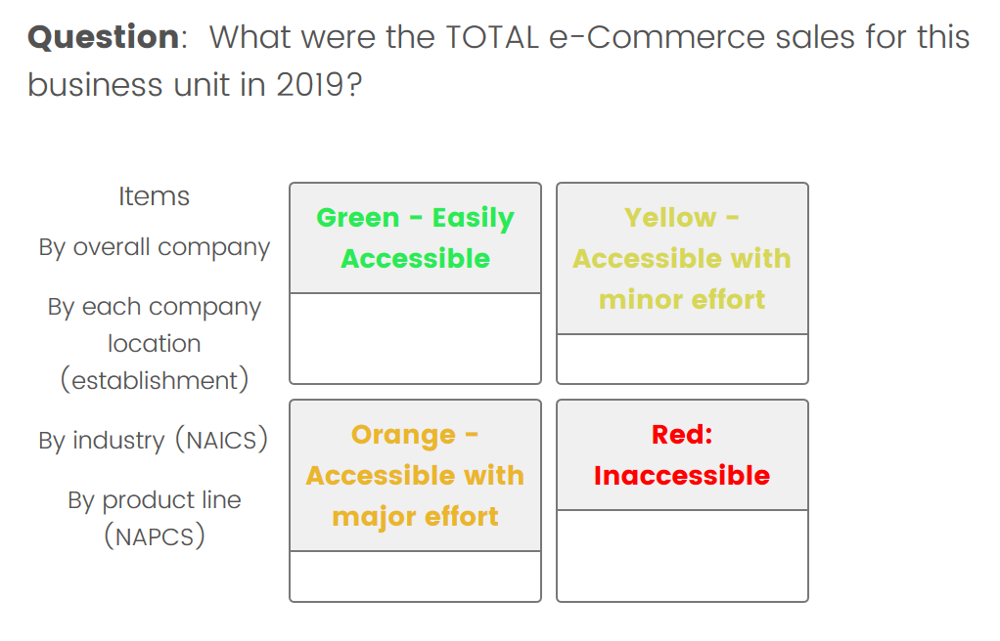 Question: What were the TOTAL e-Commerce sales for this
business unit in 2019?
Items
By overall company
By each company
location
(establishment)
By industry (NAICS)
By product line
(NAPCS)
Green - Easily
Accessible
Yellow -
Accessible with
minor effort
Orange -
Accessible with
major effort
Red:
Inaccessible